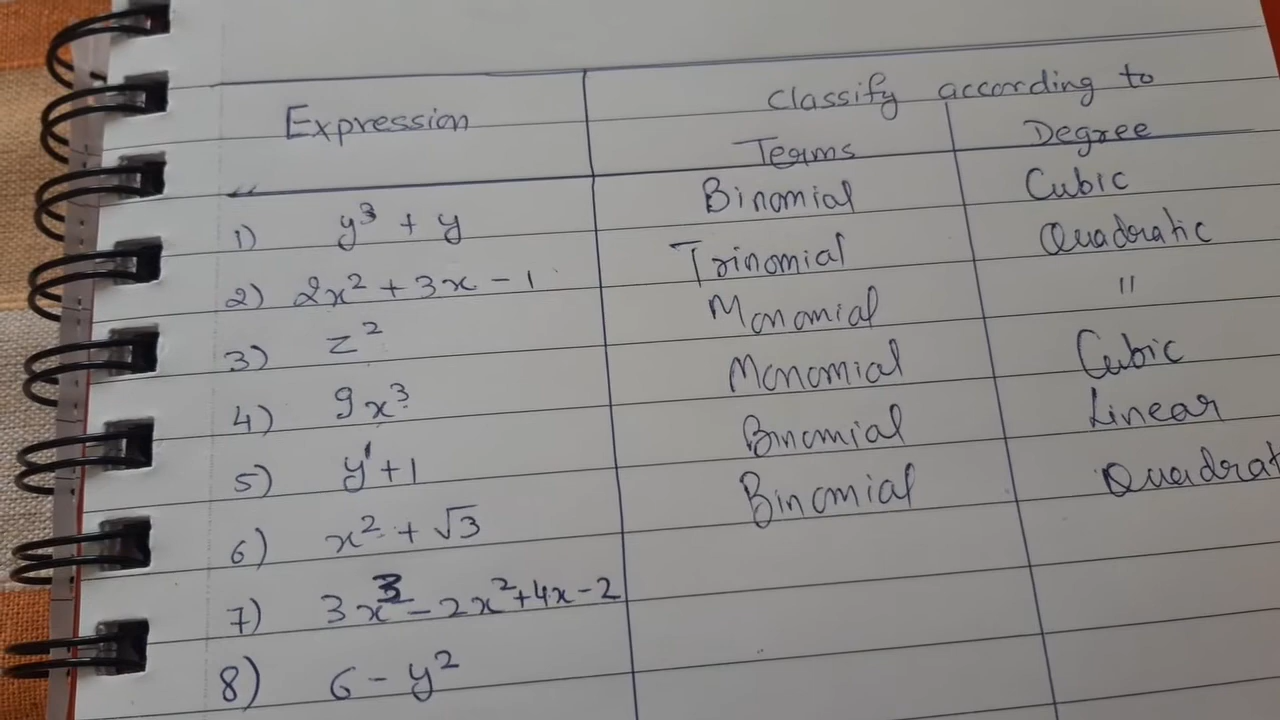 Expression Classify according to
Terms Degree
1) y³ + y Binomial Cubic
2) 2x² + 3x - 1 Trinomial Quadratic
3) z² Monomial "
4) 9x³ Monomial Cubic
5) y¹ + 1 Binomial Linear
6) x² + √3 Binomial Quadrat
7) 3x³ - 2x² + 4x - 2
8) 6 - y²